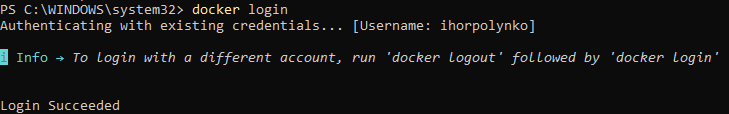 PS C:\WINDOWS\system32> docker login
Authenticating with existing credentials... [Username: ihorpolynko]
i Info → To login with a different account, run 'docker logout' followed by 'docker login'
Login Succeeded